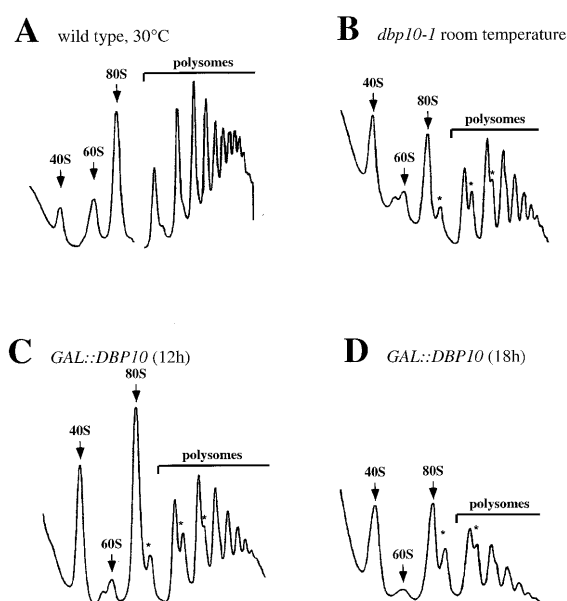 A wild type, 30°C
polysomes
80S
60S
40S
B dbp10-1 room temperature
polysomes
40S
80S
60S
*
*
*
C GAL::DBP10 (12h)
80S
40S
polysomes
60S
*
*
*
D GAL::DBP10 (18h)
40S
80S
polysomes
60S
*
*